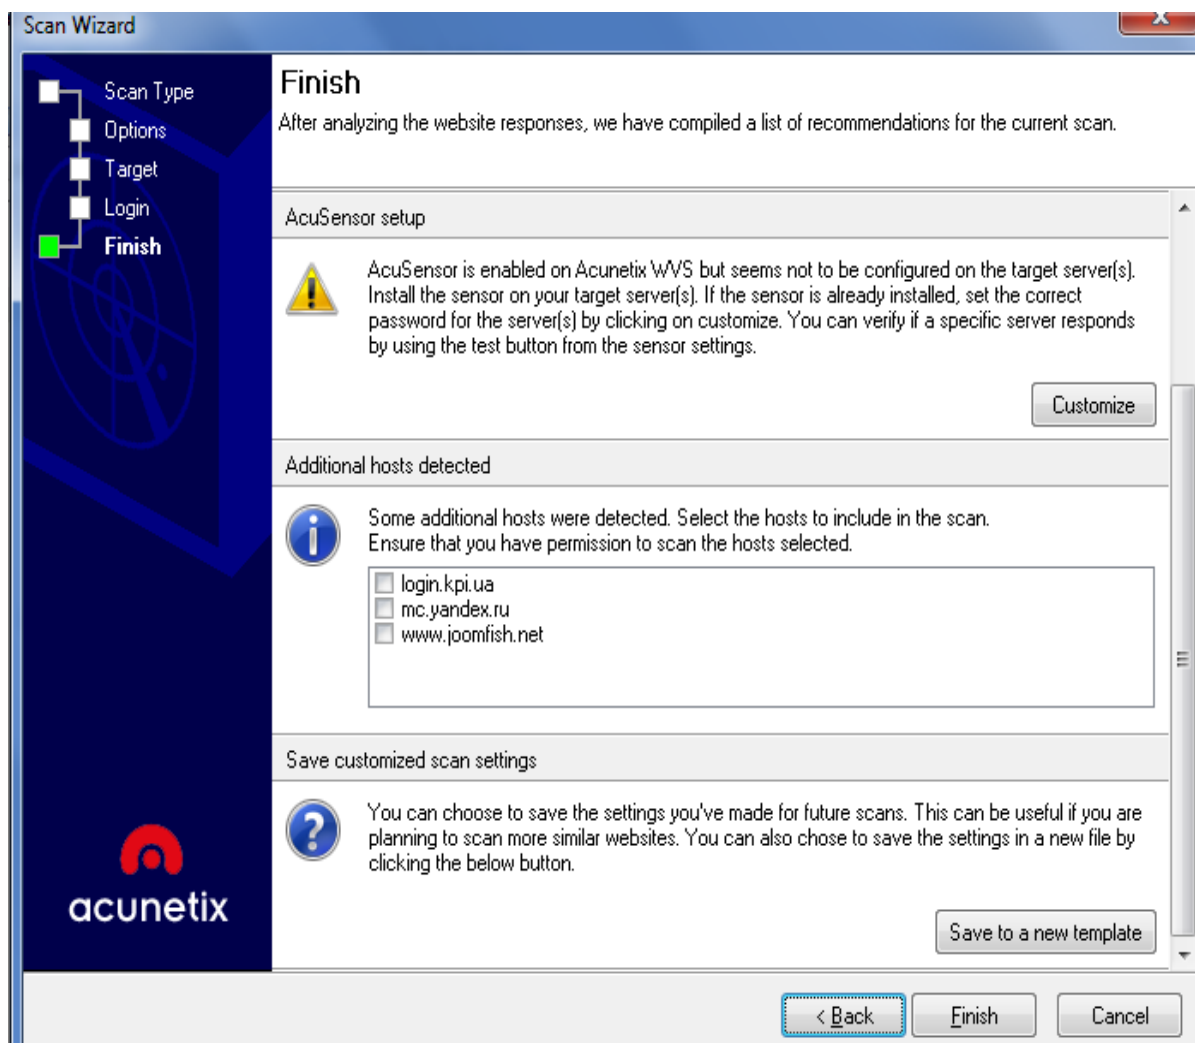 Scan Wizard
x
Scan Type
Options
Target
Login
Finish
acunetix
Finish
After analyzing the website responses, we have compiled a list of recommendations for the current scan.
AcuSensor setup
AcuSensor is enabled on Acunetix WVS but seems not to be configured on the target server(s).
Install the sensor on your target server(s). If the sensor is already installed, set the correct
password for the server(s) by clicking on customize. You can verify if a specific server responds
by using the test button from the sensor settings.
Customize
Additional hosts detected
Some additional hosts were detected. Select the hosts to include in the scan.
Ensure that you have permission to scan the hosts selected.
login.kpi.ua
mc.yandex.ru
www.joomfish.net
Save customized scan settings
You can choose to save the settings you've made for future scans. This can be useful if you are
planning to scan more similar websites. You can also chose to save the settings in a new file by
clicking the below button.
Save to a new template
< Back
Finish
Cancel